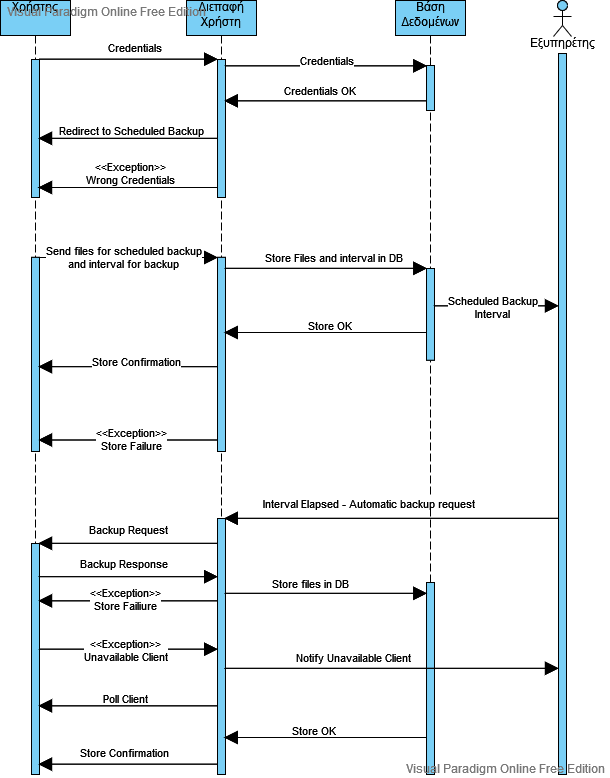 Visual Paradigm Online Free Edition
Χρήστης
Διεπαφή
Χρήστη
Βάση
Δεδομένων
Εξυπηρέτης
Credentials
Credentials
Credentials OK
Redirect to Scheduled Backup
<<Exception>>
Wrong Credentials
Send files for scheduled backup
and interval for backup
Store Files and interval in DB
Scheduled Backup
Interval
Store OK
Store Confirmation
<<Exception>>
Store Failure
Interval Elapsed - Automatic backup request
Backup Request
Backup Response
Store files in DB
<<Exception>>
Store Failiure
<<Exception>>
Unavailable Client
Notify Unavailable Client
Poll Client
Store OK
Store Confirmation
Visual Paradigm Online Free Edition